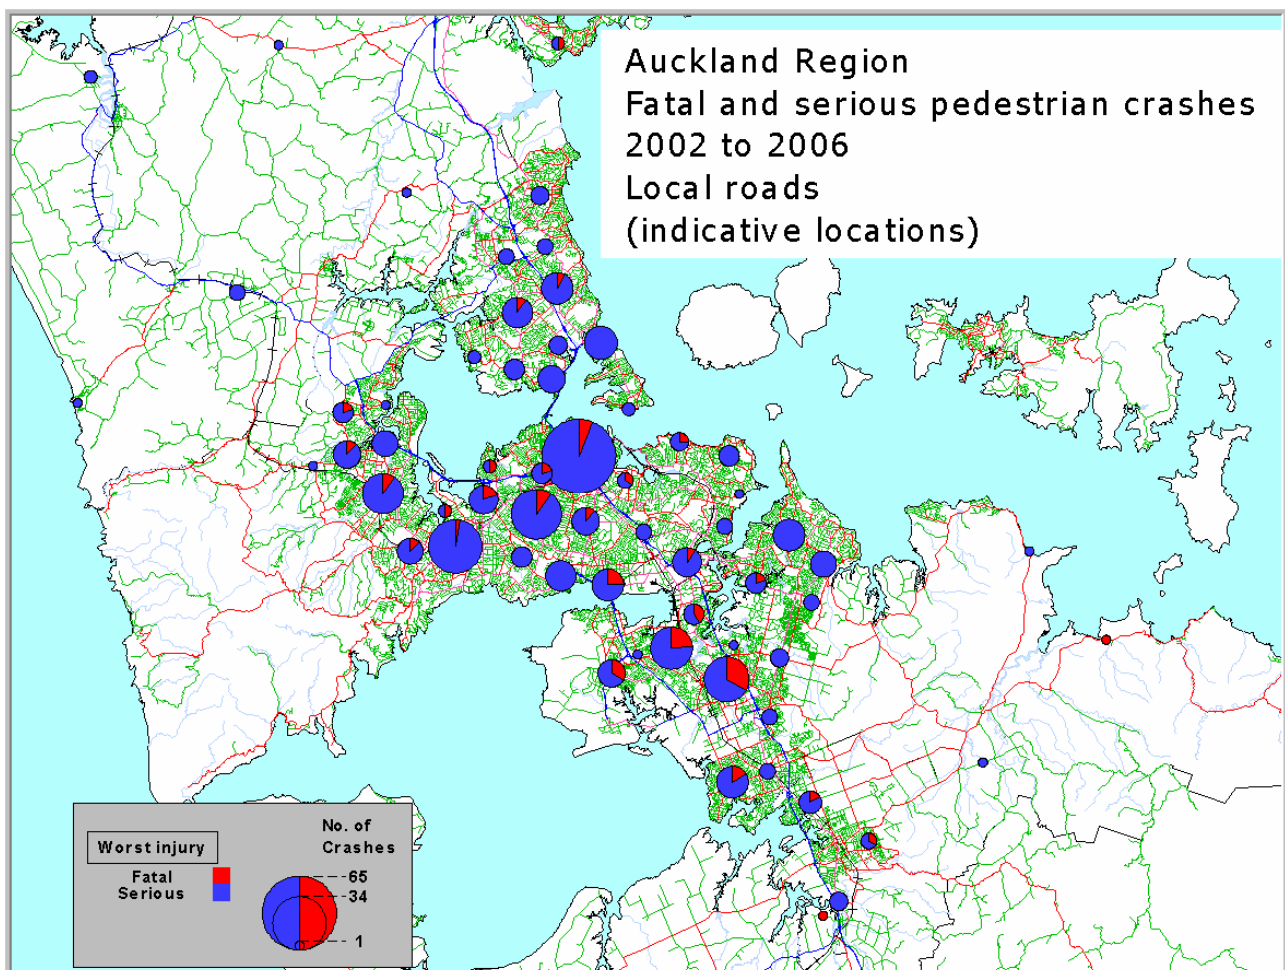 Auckland Region
Fatal and serious pedestrian crashes
2002 to 2006
Local roads
(indicative locations)
No. of
Crashes
Worst injury
Fatal
Serious
65
34
1